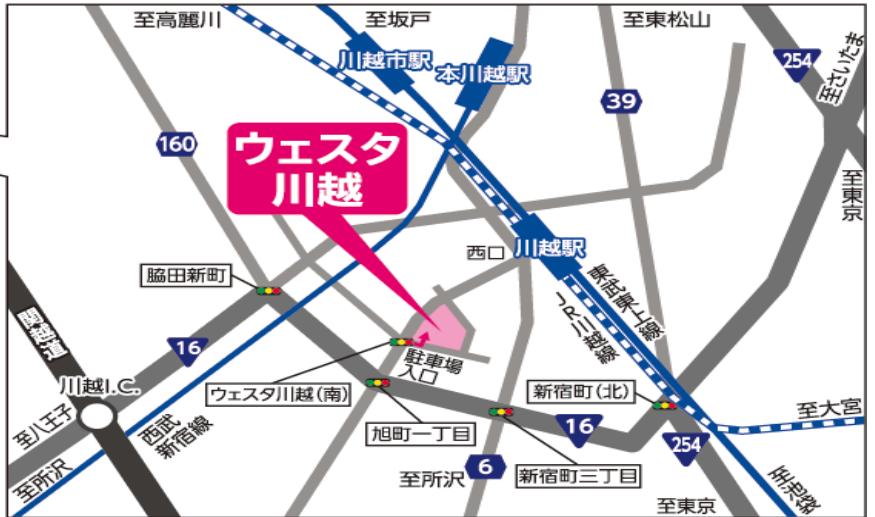 至高麗川
至坂戸
至東松山
川越市駅
本川越駅
254
至さいたま
39
160
ウェスタ
川越
至東京
西口
川越駅
脇田新町
東武東上線
JR川越線
関越道
16
駐車場
入口
川越I.C.
ウェスタ川越(南)
新宿町(北)
至八王子
西武
新宿線
旭町一丁目
16
至大宮
254
至所沢
至所沢
6
新宿町三丁目
至東京
至池袋